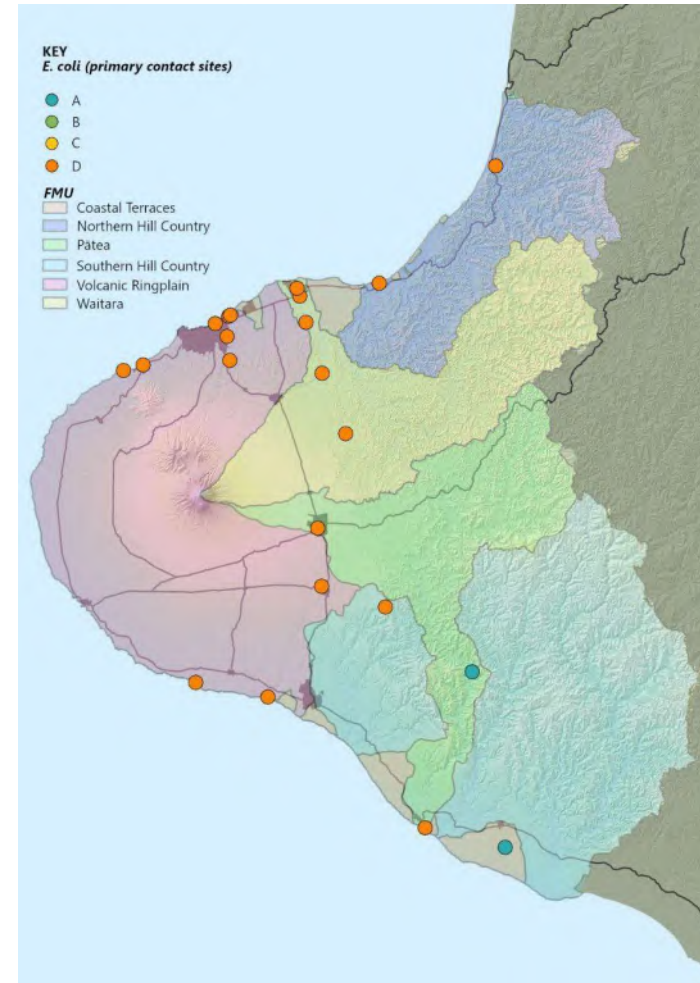 KEY
E. coli (primary contact sites)
A
B
C
D
FMU
Coastal Terraces
Northern Hill Country
Pātea
Southern Hill Country
Volcanic Ringplain
Waitara